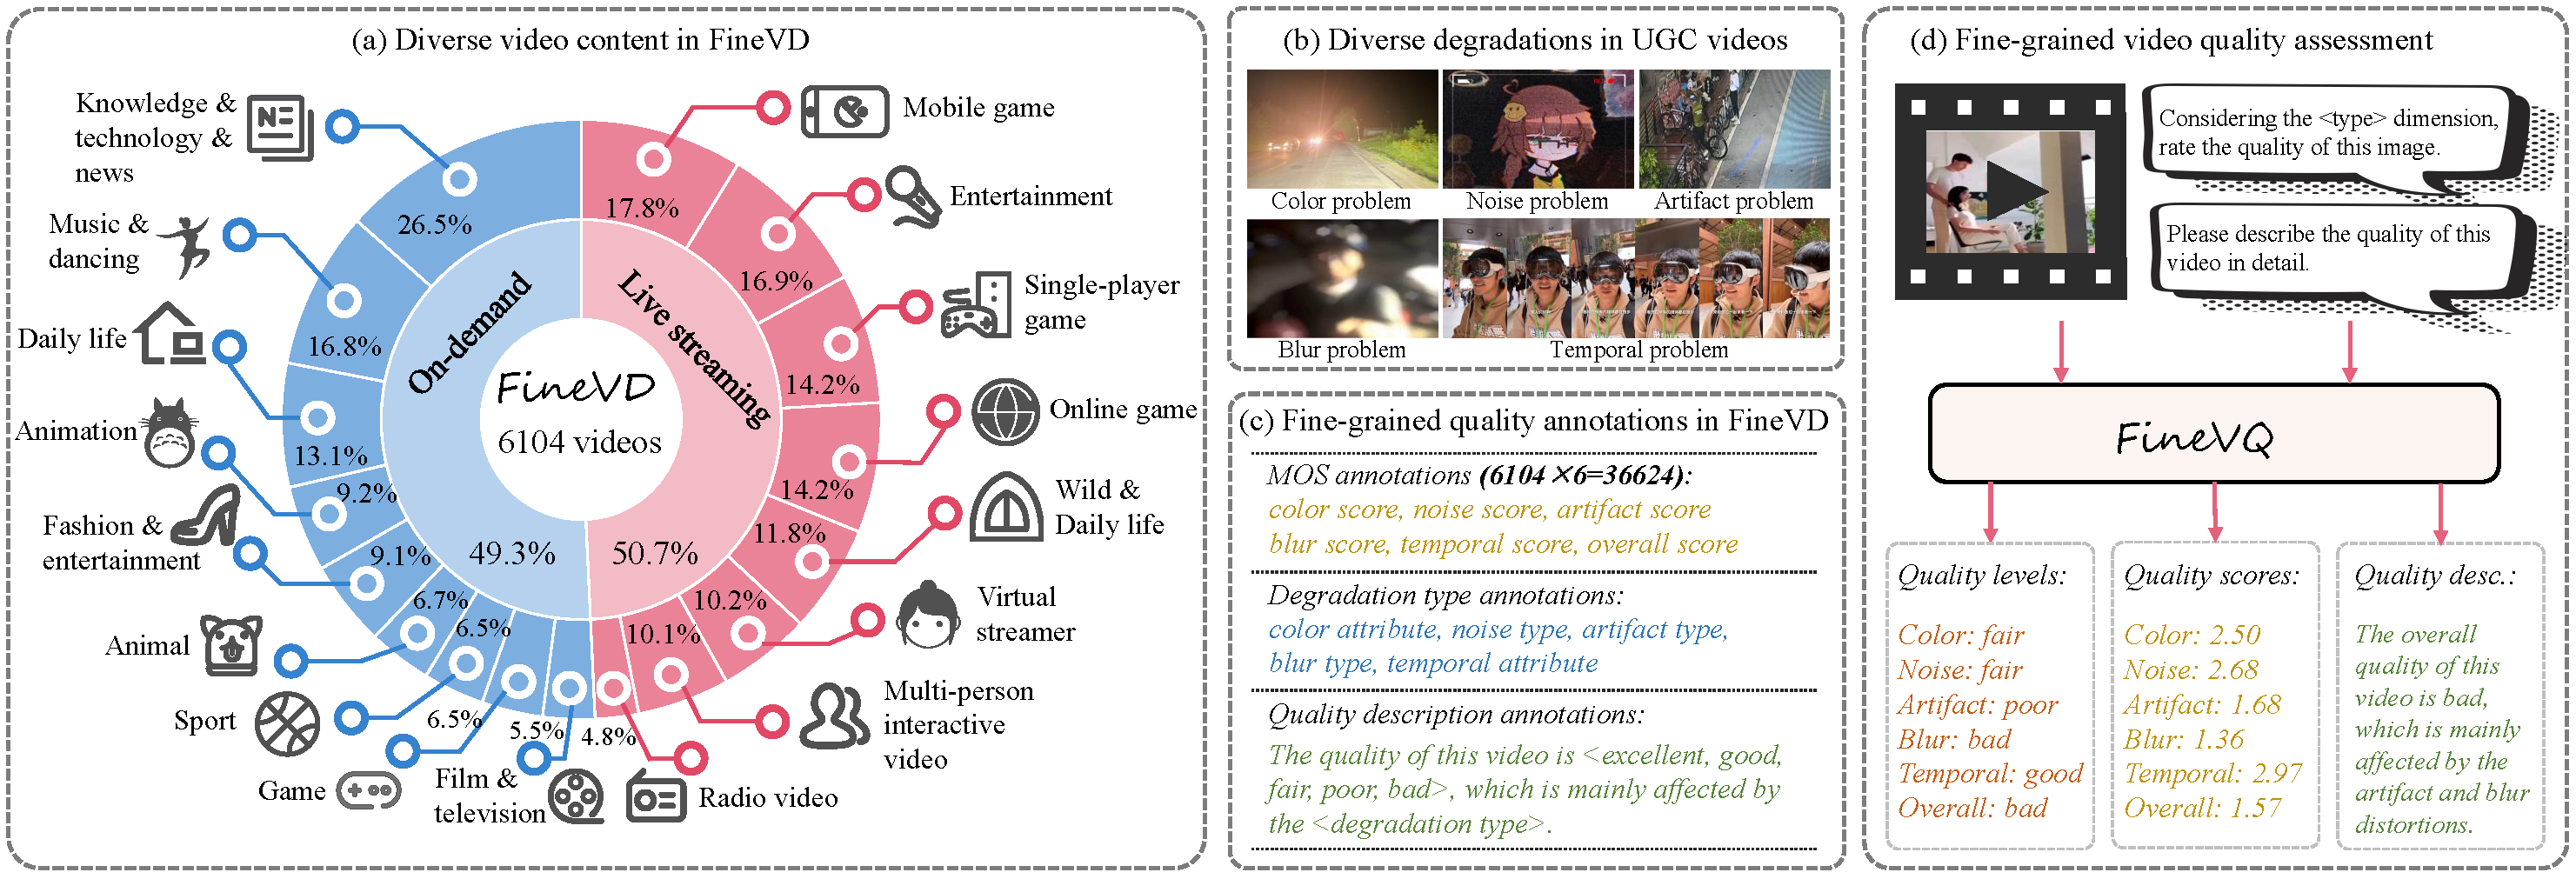 (a) Diverse video content in FineVD
Knowledge &
technology &
news
Music &
dancing
Daily life
Animation
Fashion &
entertainment
Animal
Sport
Game
Film &
television
Mobile game
Entertainment
Single-player
game
Online game
Wild &
Daily life
Virtual
streamer
Multi-person
interactive
video
Radio video
26.5%
16.8%
13.1%
9.2%
9.1%
6.7%
6.5%
6.5%
5.5%
17.8%
16.9%
14.2%
14.2%
11.8%
10.2%
10.1%
4.8%
On-demand
Live streaming
49.3%
50.7%
FineVD
6104 videos
(b) Diverse degradations in UGC videos
Color problem
Noise problem
Artifact problem
Blur problem
Temporal problem
(c) Fine-grained quality annotations in FineVD
MOS annotations (6104×6=36624):
color score, noise score, artifact score
blur score, temporal score, overall score
Degradation type annotations:
color attribute, noise type, artifact type,
blur type, temporal attribute
Quality description annotations:
The quality of this video is <excellent, good,
fair, poor, bad>, which is mainly affected by
the <degradation type>.
(d) Fine-grained video quality assessment
Considering the <type> dimension,
rate the quality of this image.
Please describe the quality of this
video in detail.
FineVQ
Quality levels:
Color: fair
Noise: fair
Artifact: poor
Blur: bad
Temporal: good
Overall: bad
Quality scores:
Color: 2.50
Noise: 2.68
Artifact: 1.68
Blur: 1.36
Temporal: 2.97
Overall: 1.57
Quality desc.:
The overall
quality of this
video is bad,
which is mainly
affected by the
artifact and blur
distortions.